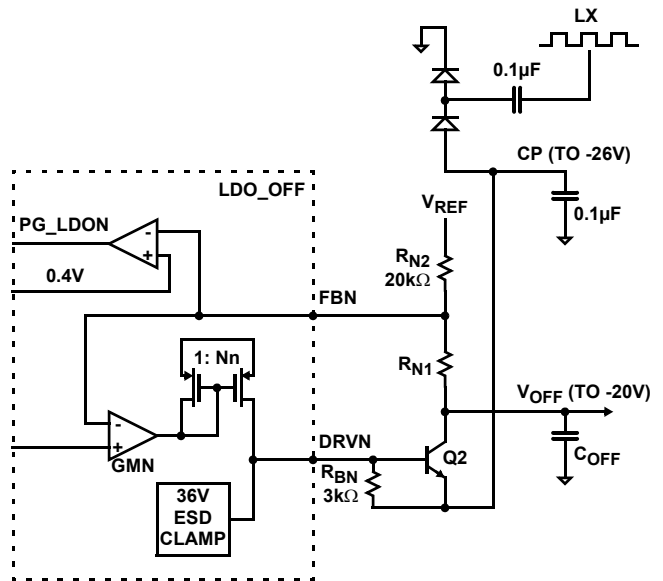 LX
0.1µF
CP (TO -26V)
LDO_OFF
PG_LDON
VREF
0.1µF
-
+
RN2
20kΩ
0.4V
FBN
1: Nn
RN1
VOFF (TO -20V)
-
+
DRVN
GMN
Q2
COFF
RBN
3kΩ
36V
ESD
CLAMP